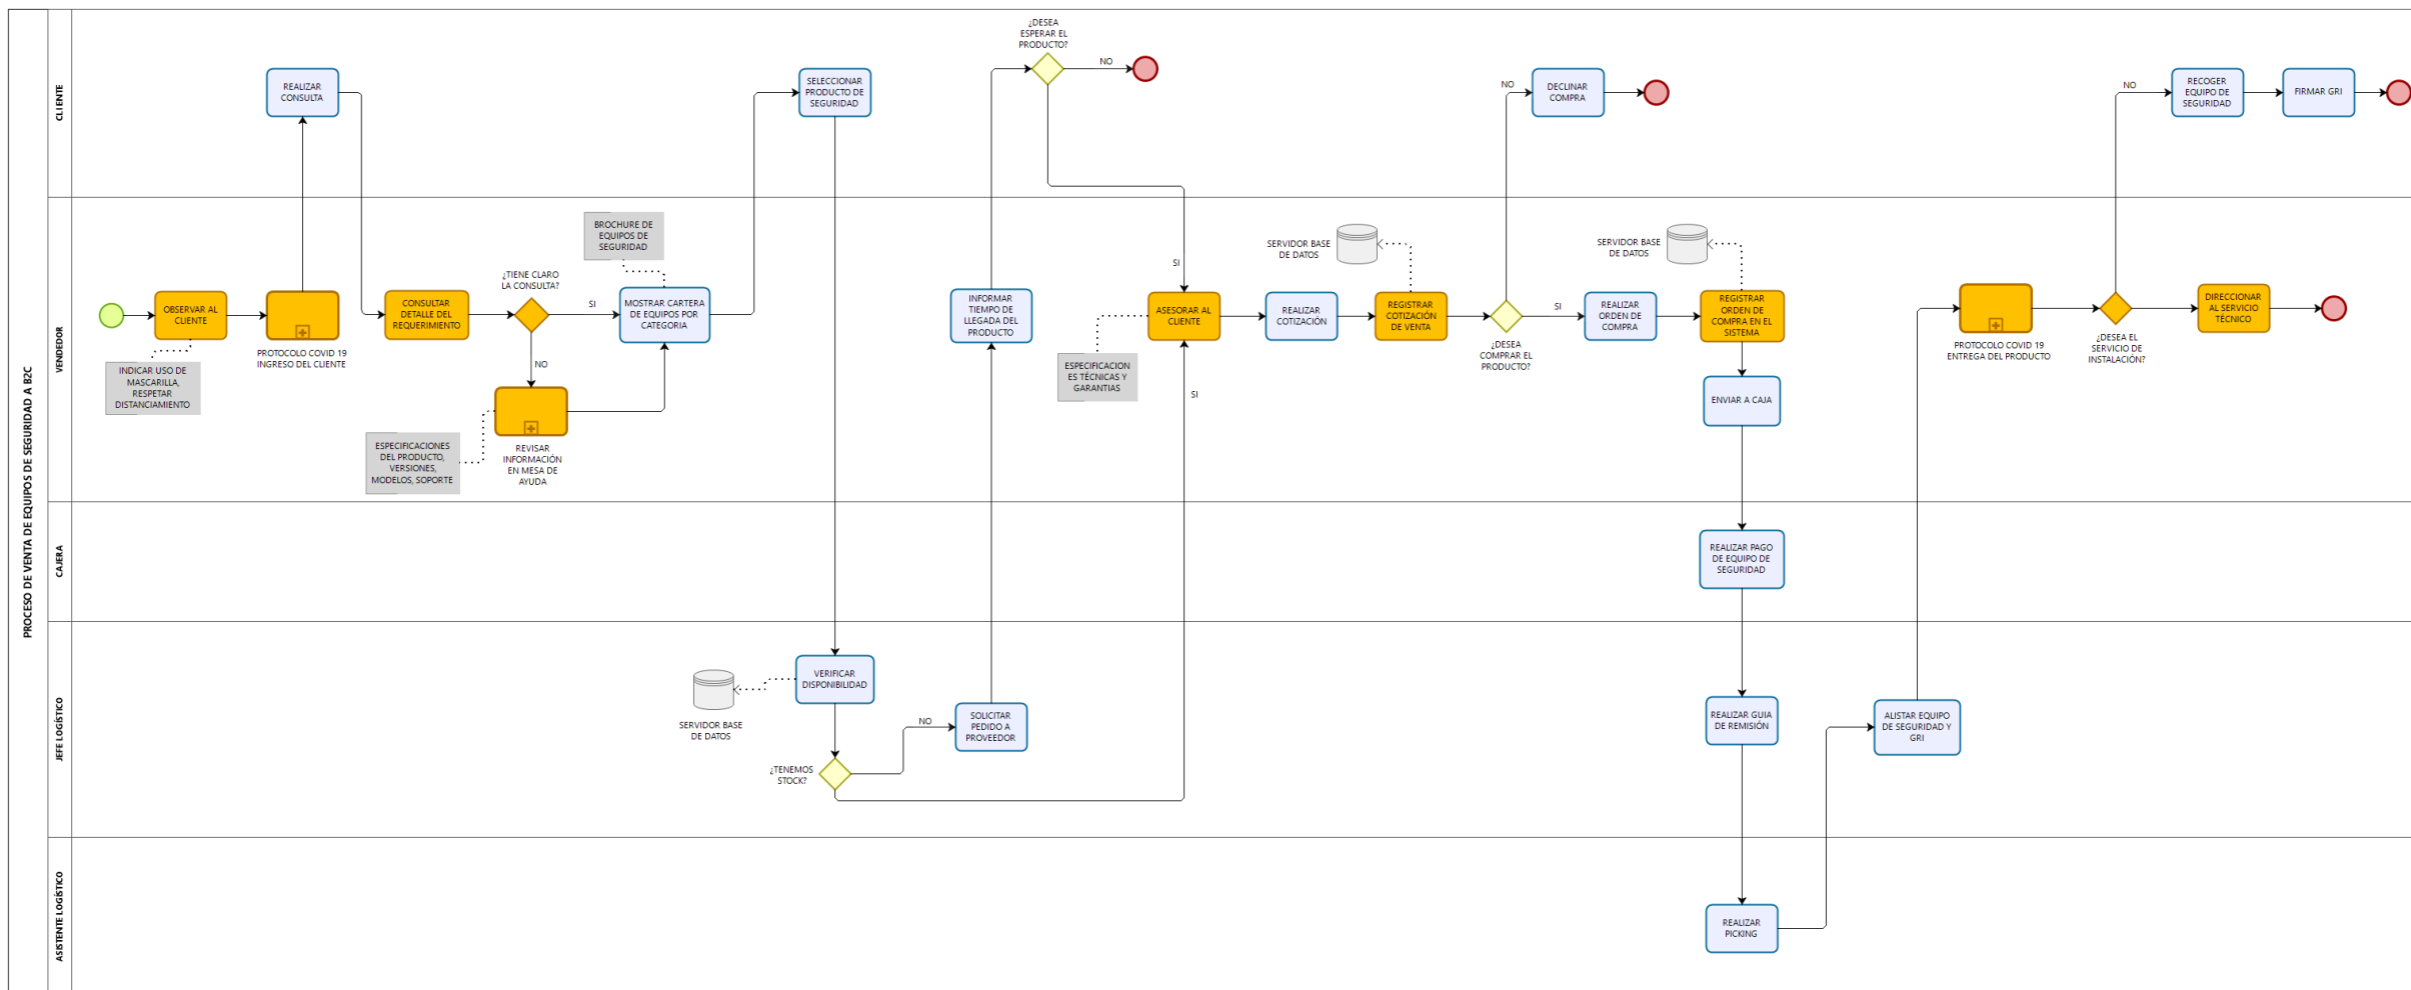 PROCESO DE VENTA DE EQUIPOS DE SEGURIDAD A B2C
CLIENTE
REALIZAR
CONSULTA
SELECCIONAR
PRODUCTO DE
SEGURIDAD
¿DESEA
ESPERAR EL
PRODUCTO?
NO
NO
DECLINAR
COMPRA
NO
RECOGER
EQUIPO DE
SEGURIDAD
FIRMAR GRI
VENDEDOR
OBSERVAR AL
CLIENTE
INDICAR USO DE
MASCARILLA,
RESPETAR
DISTANCIAMIENTO
PROTOCOLO COVID 19
INGRESO DEL CLIENTE
CONSULTAR
DETALLE DEL
REQUERIMIENTO
¿TIENE CLARO
LA CONSULTA?
SI
NO
BROCHURE DE
EQUIPOS DE
SEGURIDAD
MOSTRAR CARTERA
DE EQUIPOS POR
CATEGORIA
ESPECIFICACIONES
DEL PRODUCTO,
VERSIONES,
MODELOS, SOPORTE
REVISAR
INFORMACIÓN
EN MESA DE
AYUDA
INFORMAR
TIEMPO DE
LLEGADA DEL
PRODUCTO
SI
ASESORAR AL
CLIENTE
SI
ESPECIFICACION
ES TÉCNICAS Y
GARANTIAS
REALIZAR
COTIZACIÓN
SERVIDOR BASE
DE DATOS
REGISTRAR
COTIZACIÓN
DE VENTA
¿DESEA
COMPRAR EL
PRODUCTO?
SI
REALIZAR
ORDEN DE
COMPRA
SERVIDOR BASE
DE DATOS
REGISTRAR
ORDEN DE
COMPRA EN EL
SISTEMA
ENVIAR A CAJA
PROTOCOLO COVID 19
ENTREGA DEL PRODUCTO
¿DESEA EL
SERVICIO DE
INSTALACIÓN?
DIRECCIONAR
AL SERVICIO
TÉCNICO
CAJERA
REALIZAR PAGO
DE EQUIPO DE
SEGURIDAD
JEFE LOGÍSTICO
SERVIDOR BASE
DE DATOS
VERIFICAR
DISPONIBILIDAD
¿TENEMOS
STOCK?
NO
SOLICITAR
PEDIDO A
PROVEEDOR
REALIZAR GUIA
DE REMISIÓN
ALISTAR EQUIPO
DE SEGURIDAD Y
GRI
ASISTENTE LOGÍSTICO
REALIZAR
PICKING